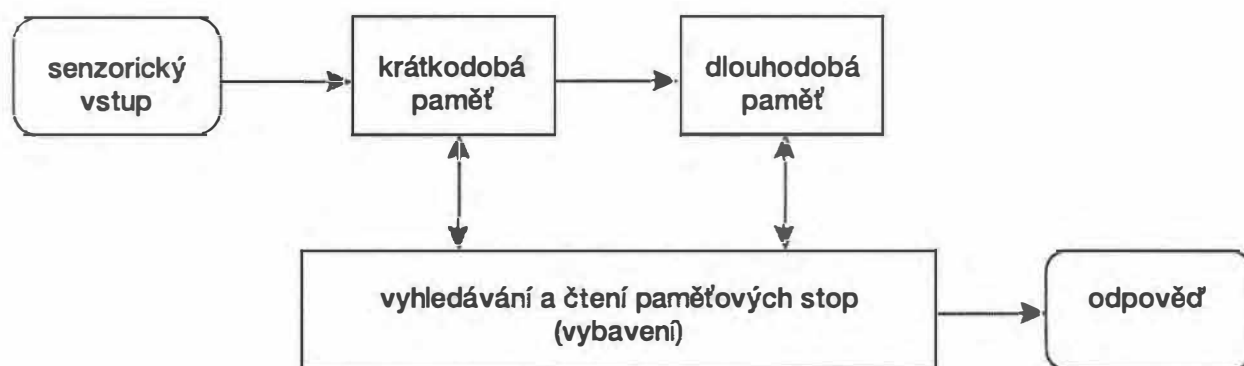 senzorický
vstup
krátkodobá
paměť
dlouhodobá
paměť
vyhledávání a čtení paměťových stop
(vybavení)
odpověď